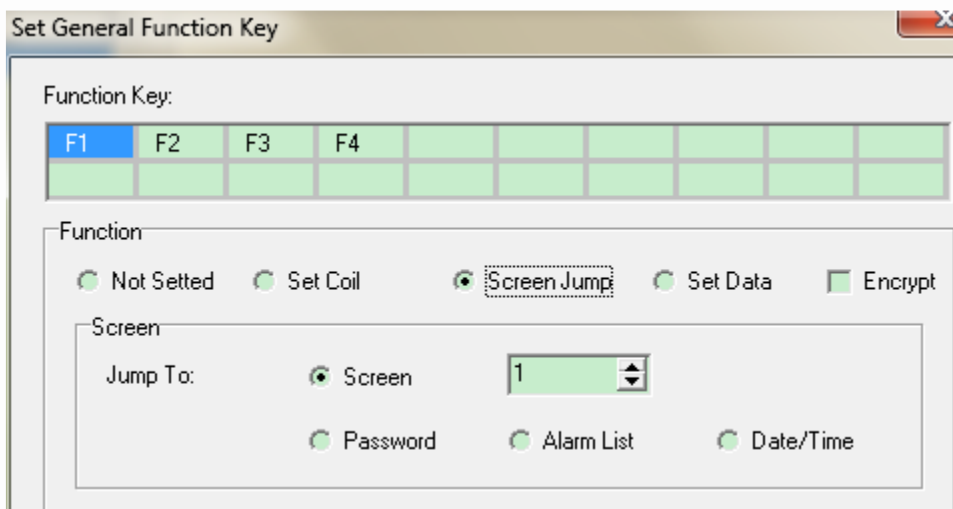 Set General Function Key
Function Key:
F1 F2 F3 F4
Function
Not Setted Set Coil Screen Jump Set Data Encrypt
Screen
Jump To: Screen 1
Password Alarm List Date/Time